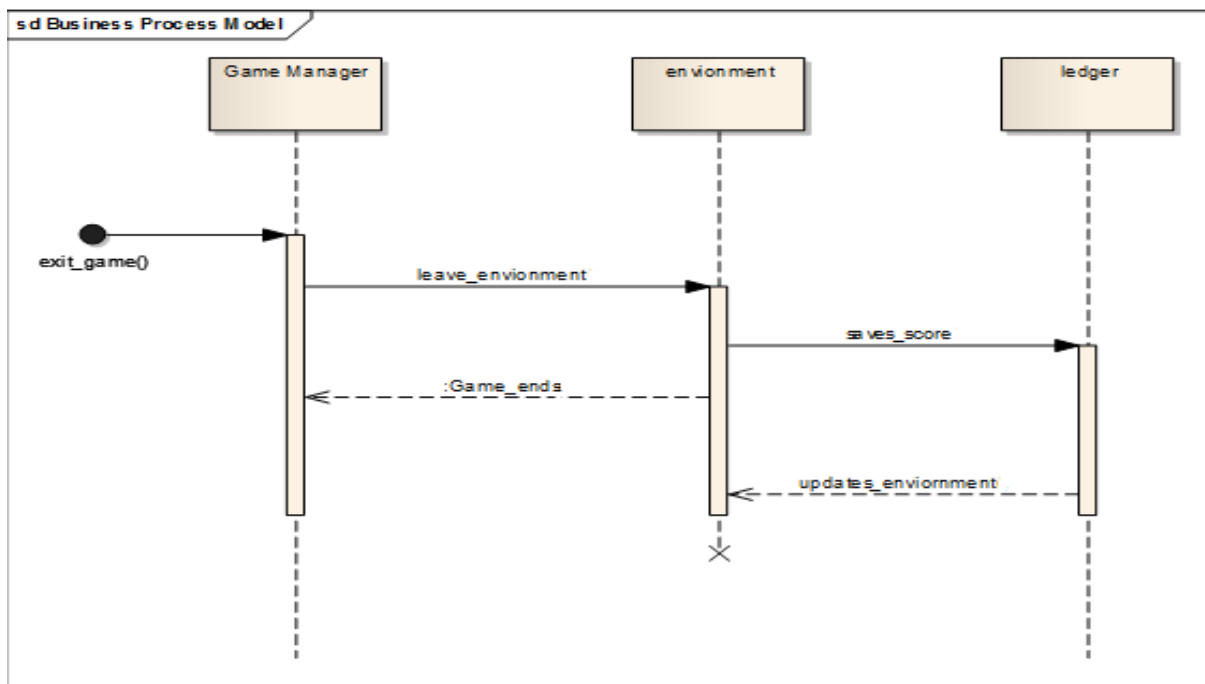 sd Business Process Model
Game Manager
envionment
ledger
exit_game()
leave_envionment
saves_score
:Game_ends
updates_enviornment